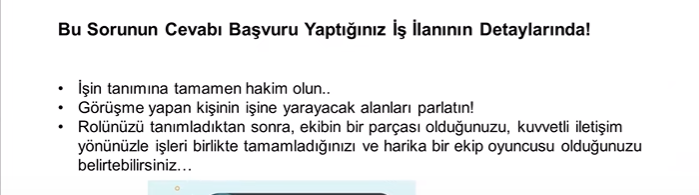 Bu Sorunun Cevabı Başvuru Yaptığınız İş İlanının Detaylarında!
• İşin tanımına tamamen hakim olun..
• Görüşme yapan kişinin işine yarayacak alanları parlatın!
• Rolünüzü tanımladıktan sonra, ekibin bir parçası olduğunuzu, kuvvetli iletişim
yönünüzle işleri birlikte tamamladığınızı ve harika bir ekip oyuncusu olduğunuzu
belirtebilirsiniz…